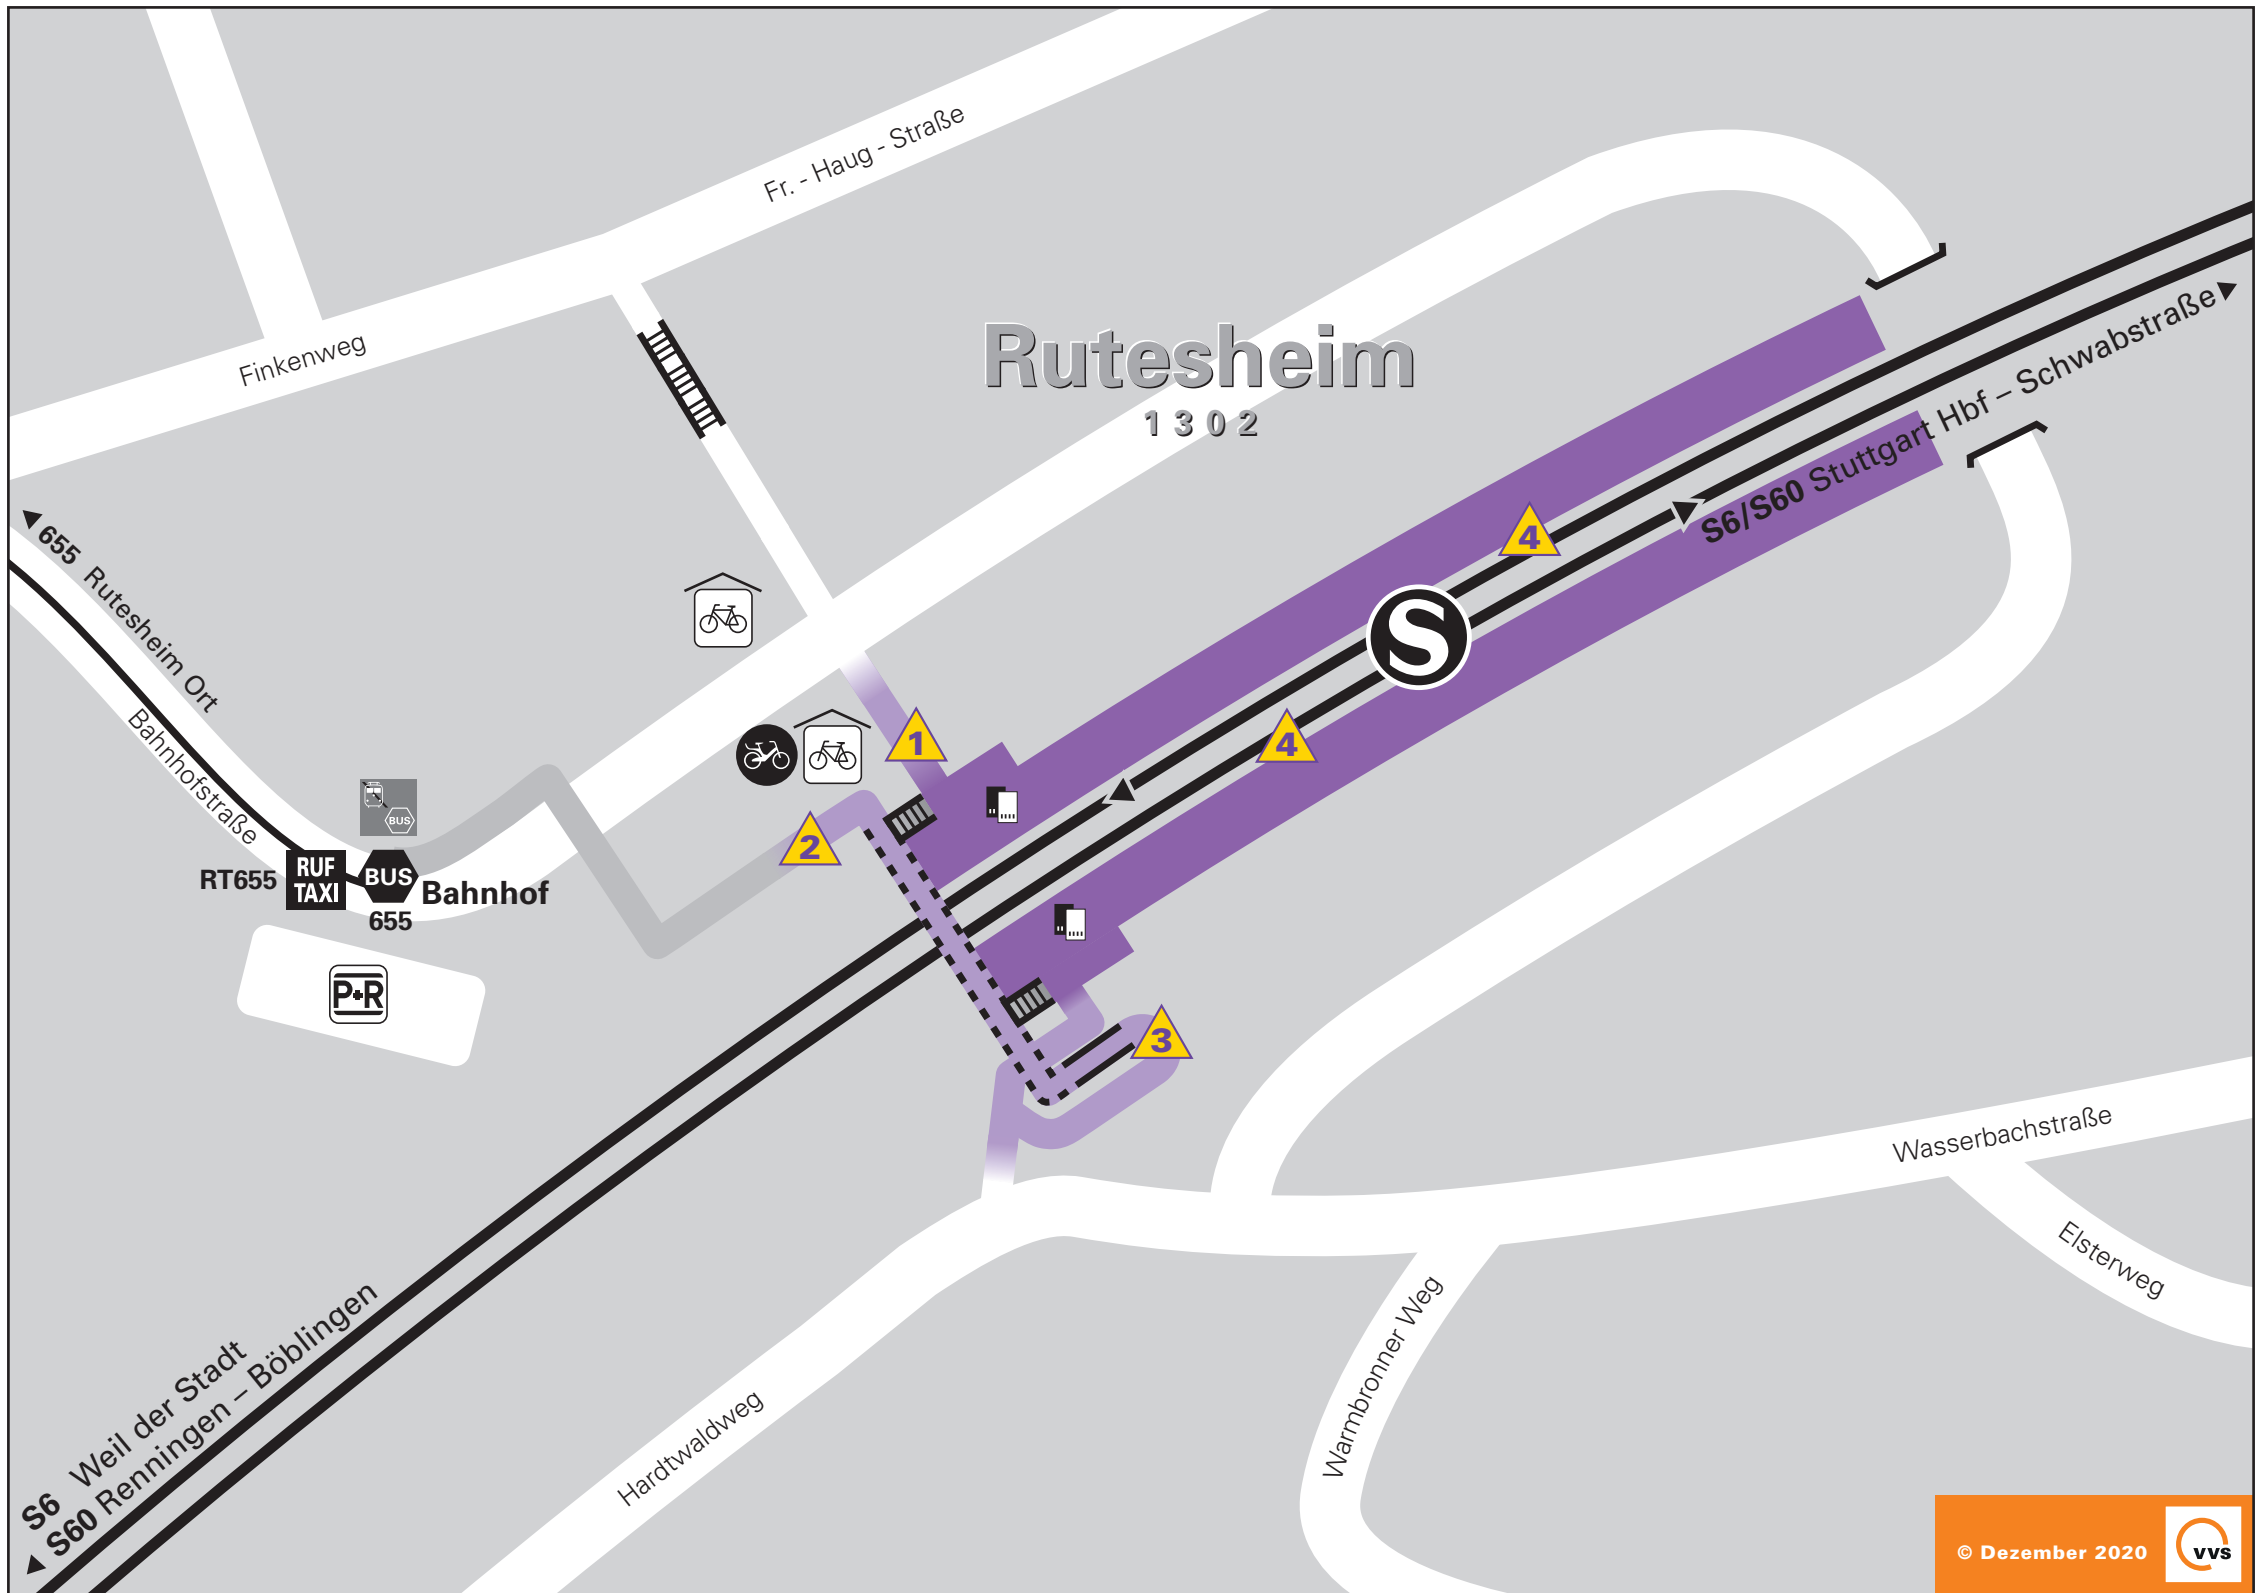 Fr. - Haug - Straße
Finkenweg
Rutesheim
1302
S6/S60 Stuttgart Hbf – Schwabstraße
655 Rutesheim Ort
Bahnhofstraße
4
S
4
1
2
BUS
RUF
TAXI
RT655
BUS
Bahnhof
655
P+R
3
Wasserbachstraße
Elsterweg
Warmbronner Weg
Hardtwaldweg
S6 Weil der Stadt
S60 Renningen – Böblingen
© Dezember 2020
vvs